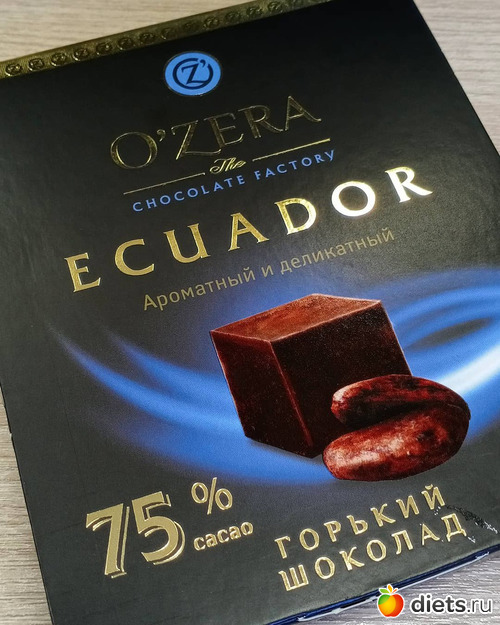 OZ'
O'ZERA
The
CHOCOLATE FACTORY
ECUADOR
Ароматный и деликатный
75% cacao
ГОРЬКИЙ
ШОКОЛАД
diets.ru